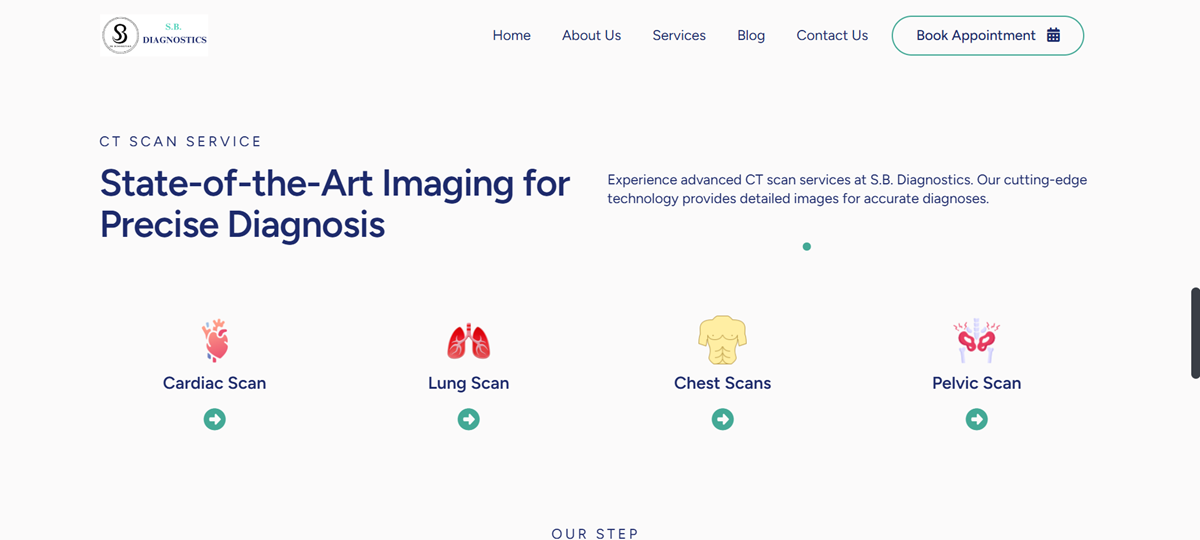 S.B.
DIAGNOSTICS
Home
About Us
Services
Blog
Contact Us
Book Appointment
CT SCAN SERVICE
State-of-the-Art Imaging for
Precise Diagnosis
Experience advanced CT scan services at S.B. Diagnostics. Our cutting-edge
technology provides detailed images for accurate diagnoses.
Cardiac Scan
Lung Scan
Chest Scans
Pelvic Scan
OUR STEP